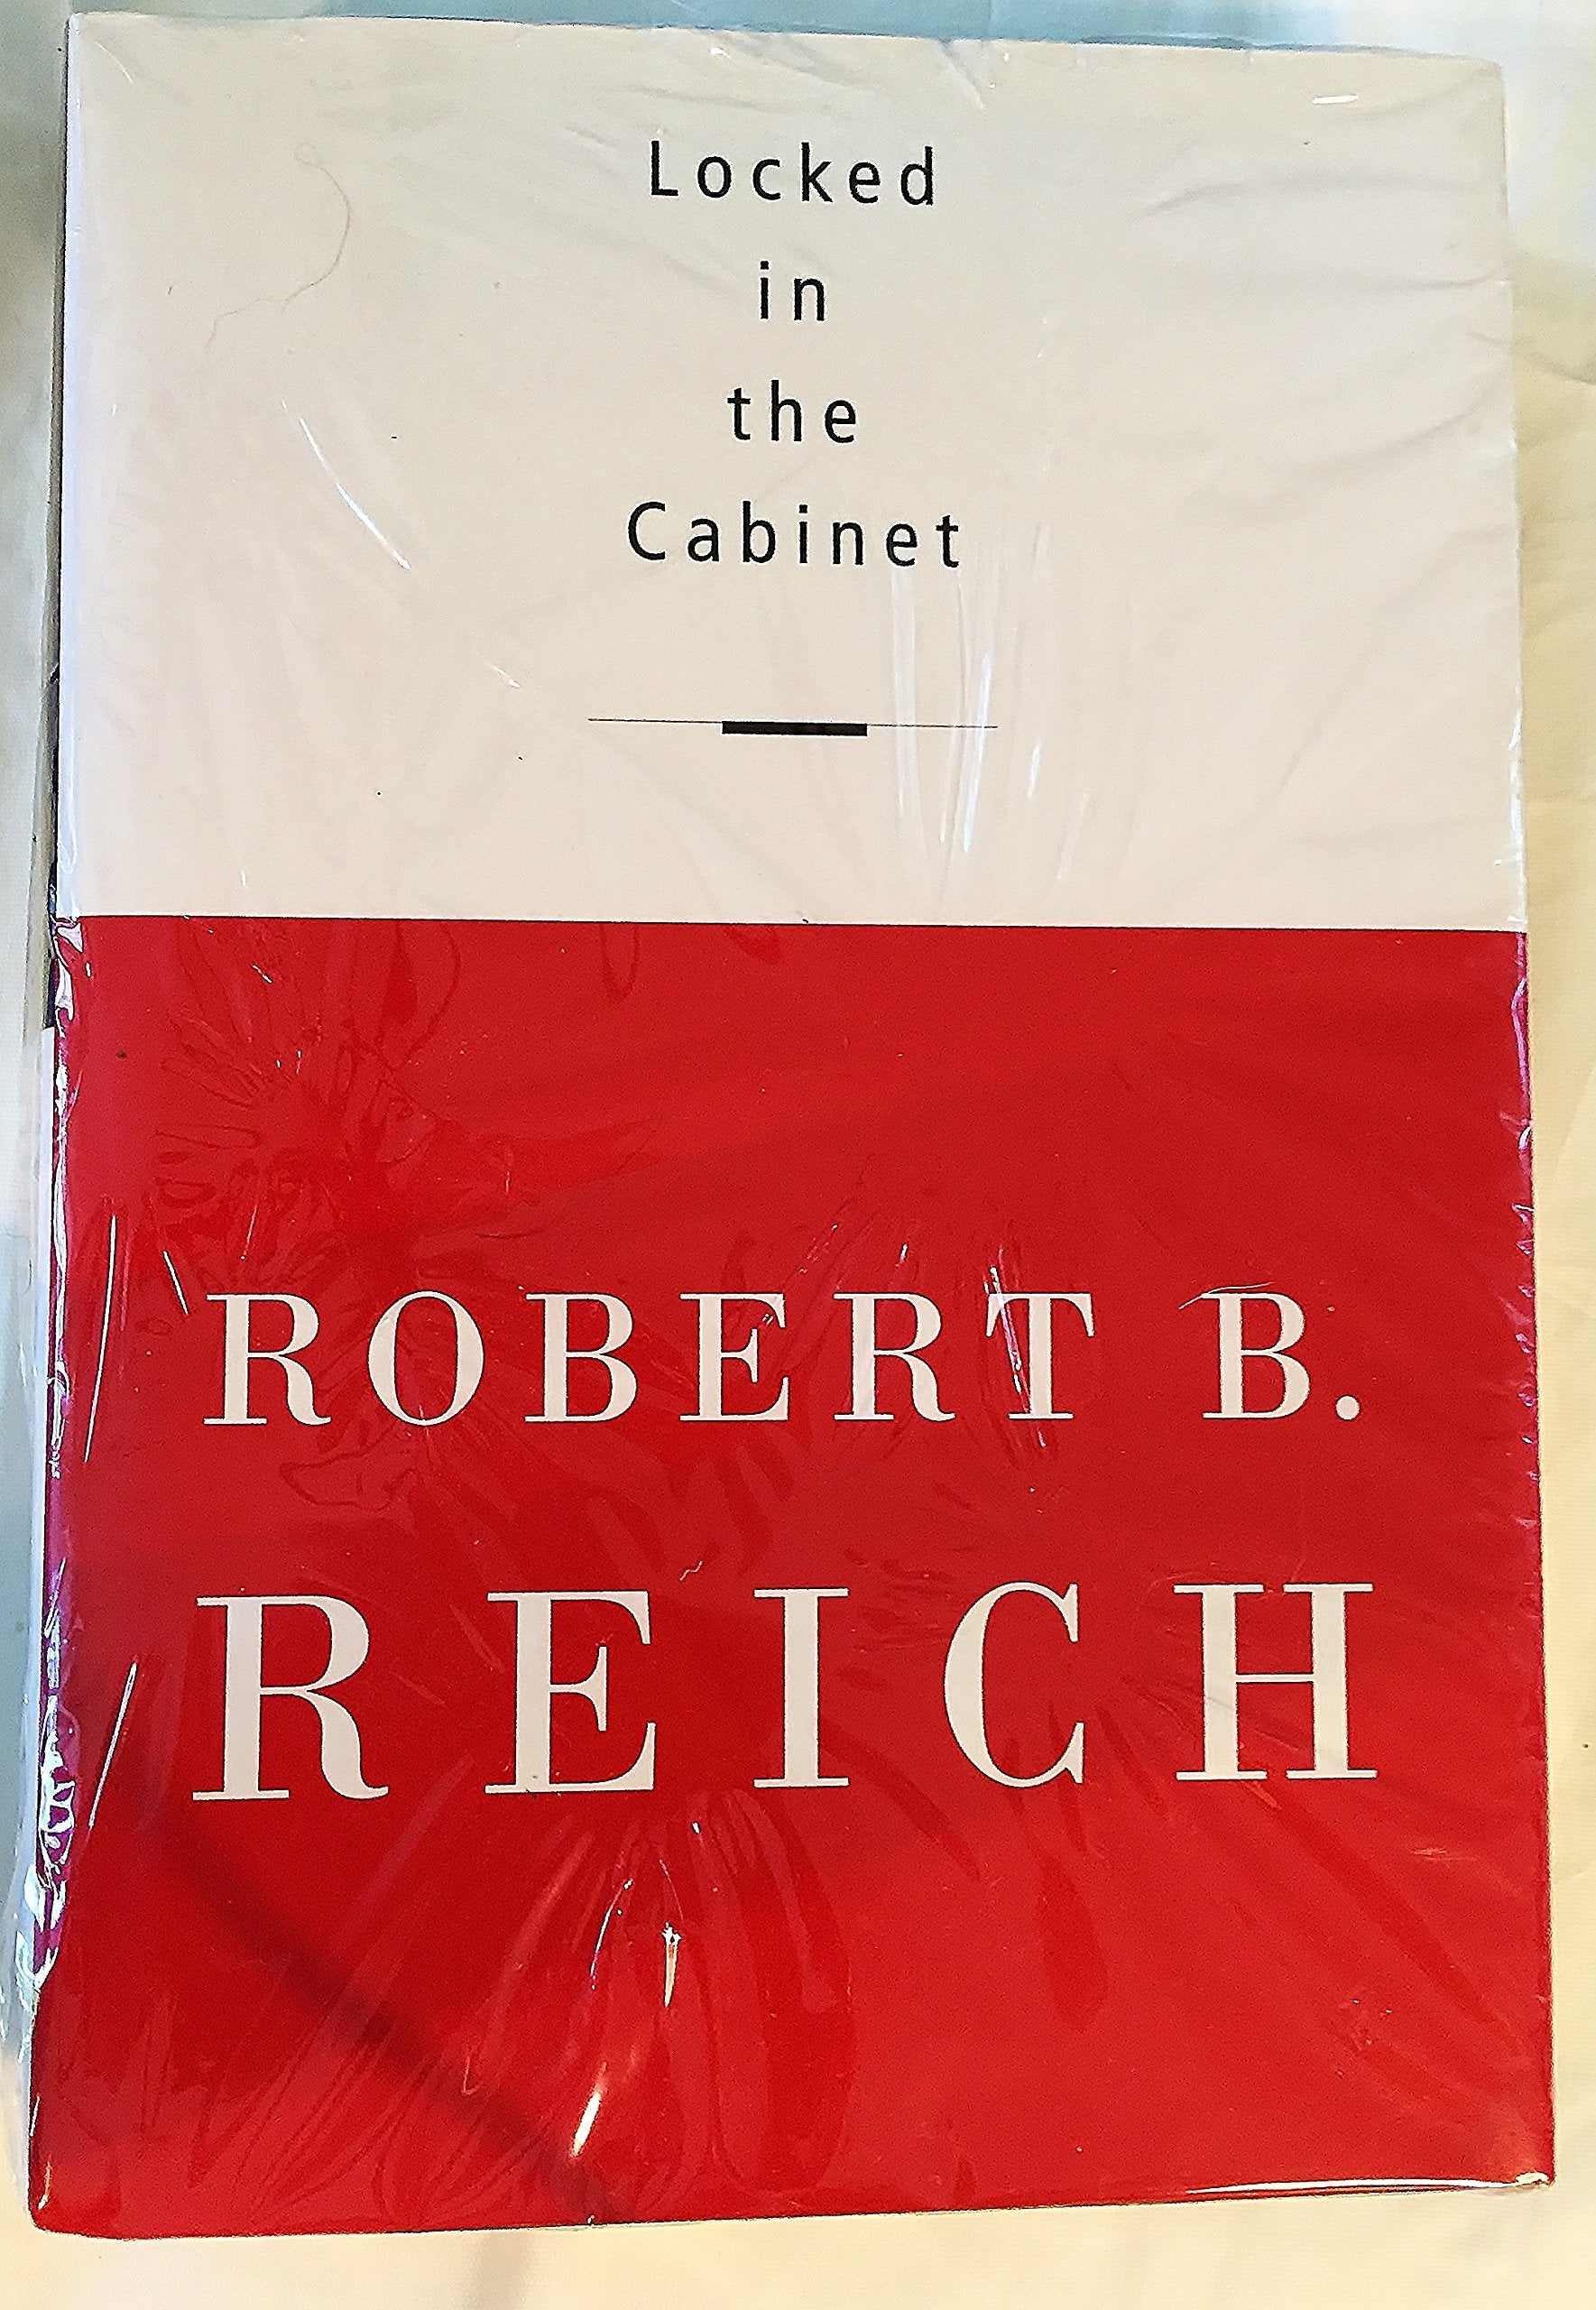 Locked
in
the
Cabinet
ROBERT B.
REICH